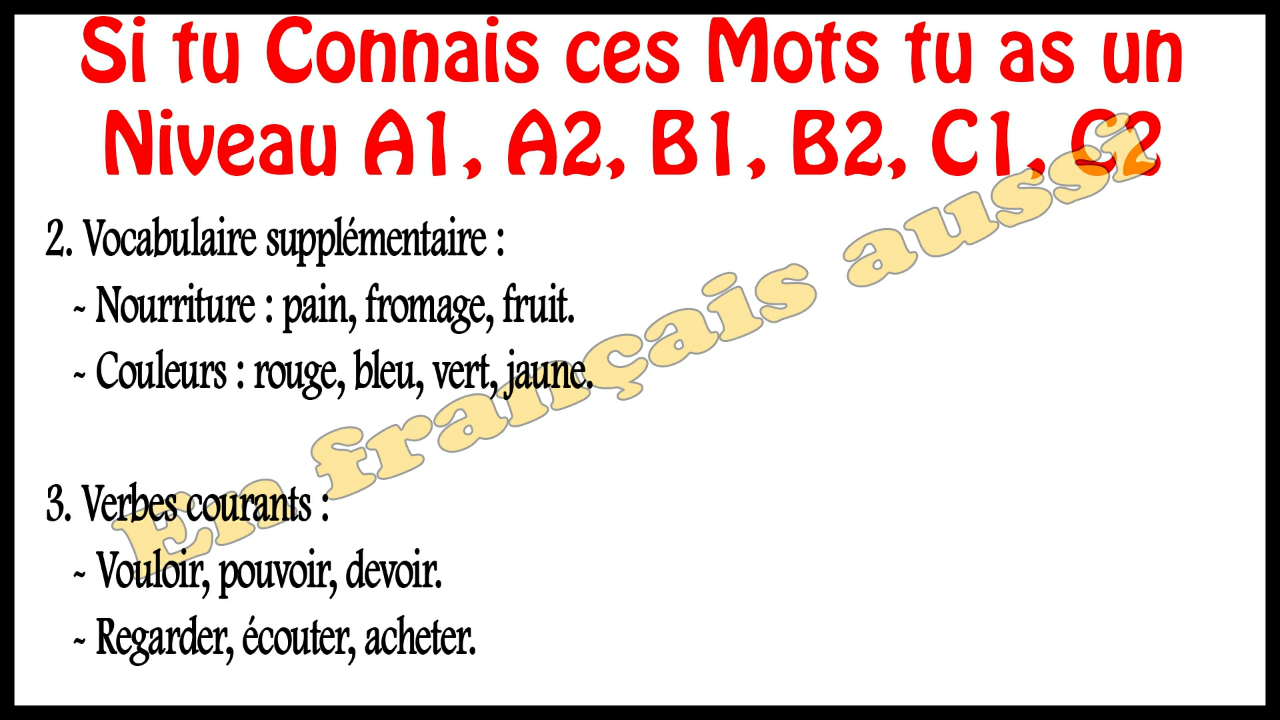 Si tu Connais ces Mots tu as un
Niveau A1, A2, B1, B2, C1, C2
2. Vocabulaire supplémentaire :
~ Nourriture : pain, fromage, fruit.
~ Couleurs : rouge, bleu, vert, jaune.
3. Verbes courants :
~ Vouloir, pouvoir, devoir.
~ Regarder, écouter, acheter.
En français aussi